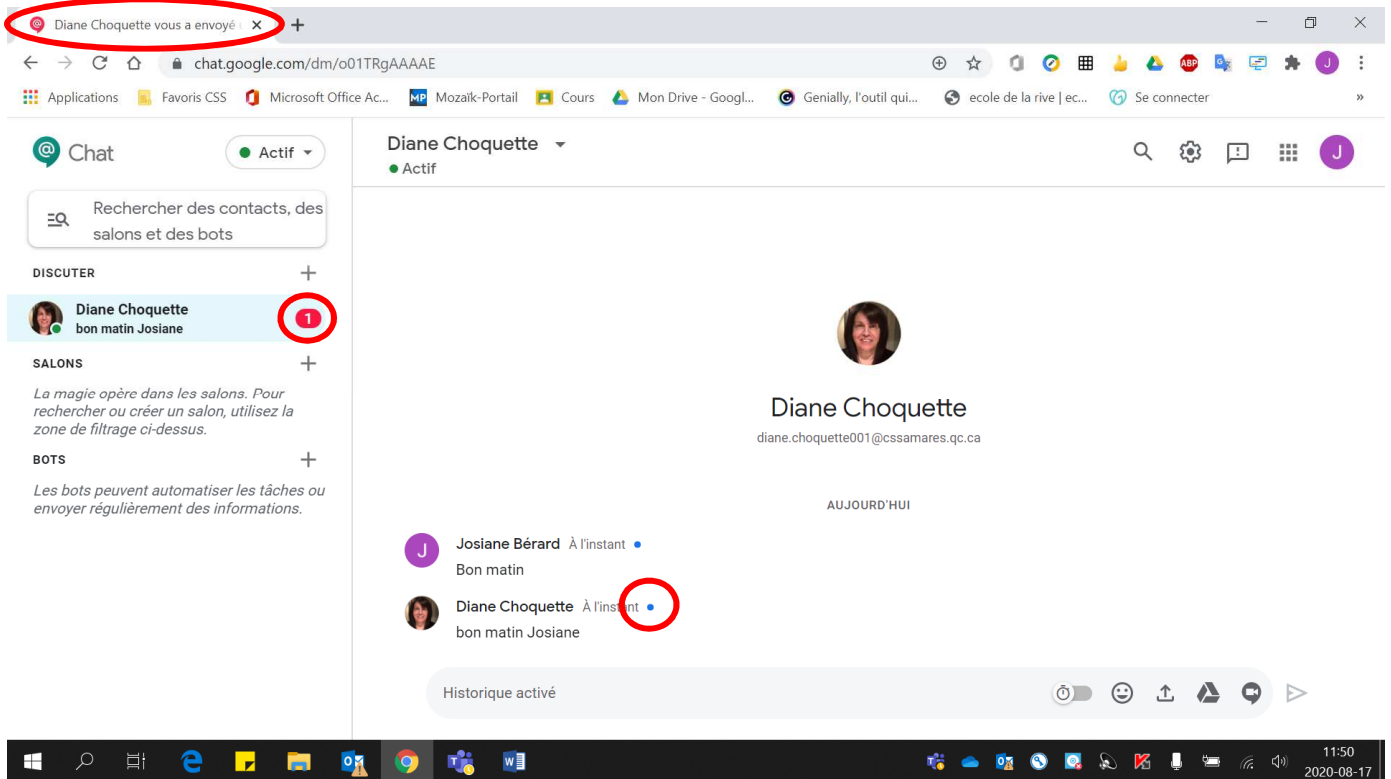 Diane Choquette vous a envoyé
chat.google.com/dm/o01TRgAAAAE
ABP
J
Applications
Favoris CSS
Microsoft Office Ac...
MP Mozaïk-Portail
Cours
Mon Drive - Googl...
Genially, l'outil qui...
ecole de la rive | ec...
Se connecter
»
Chat
Actif
Diane Choquette
Actif
J
Rechercher des contacts, des
salons et des bots
DISCUTER
Diane Choquette
bon matin Josiane
1
SALONS
La magie opère dans les salons. Pour
rechercher ou créer un salon, utilisez la
zone de filtrage ci-dessus.
BOTS
Les bots peuvent automatiser les tâches ou
envoyer régulièrement des informations.
Diane Choquette
diane.choquette001@cssamares.qc.ca
AUJOURD'HUI
J
Josiane Bérard À l'instant
Bon matin
Diane Choquette À l'instant
bon matin Josiane
Historique activé
11:50
2020-08-17